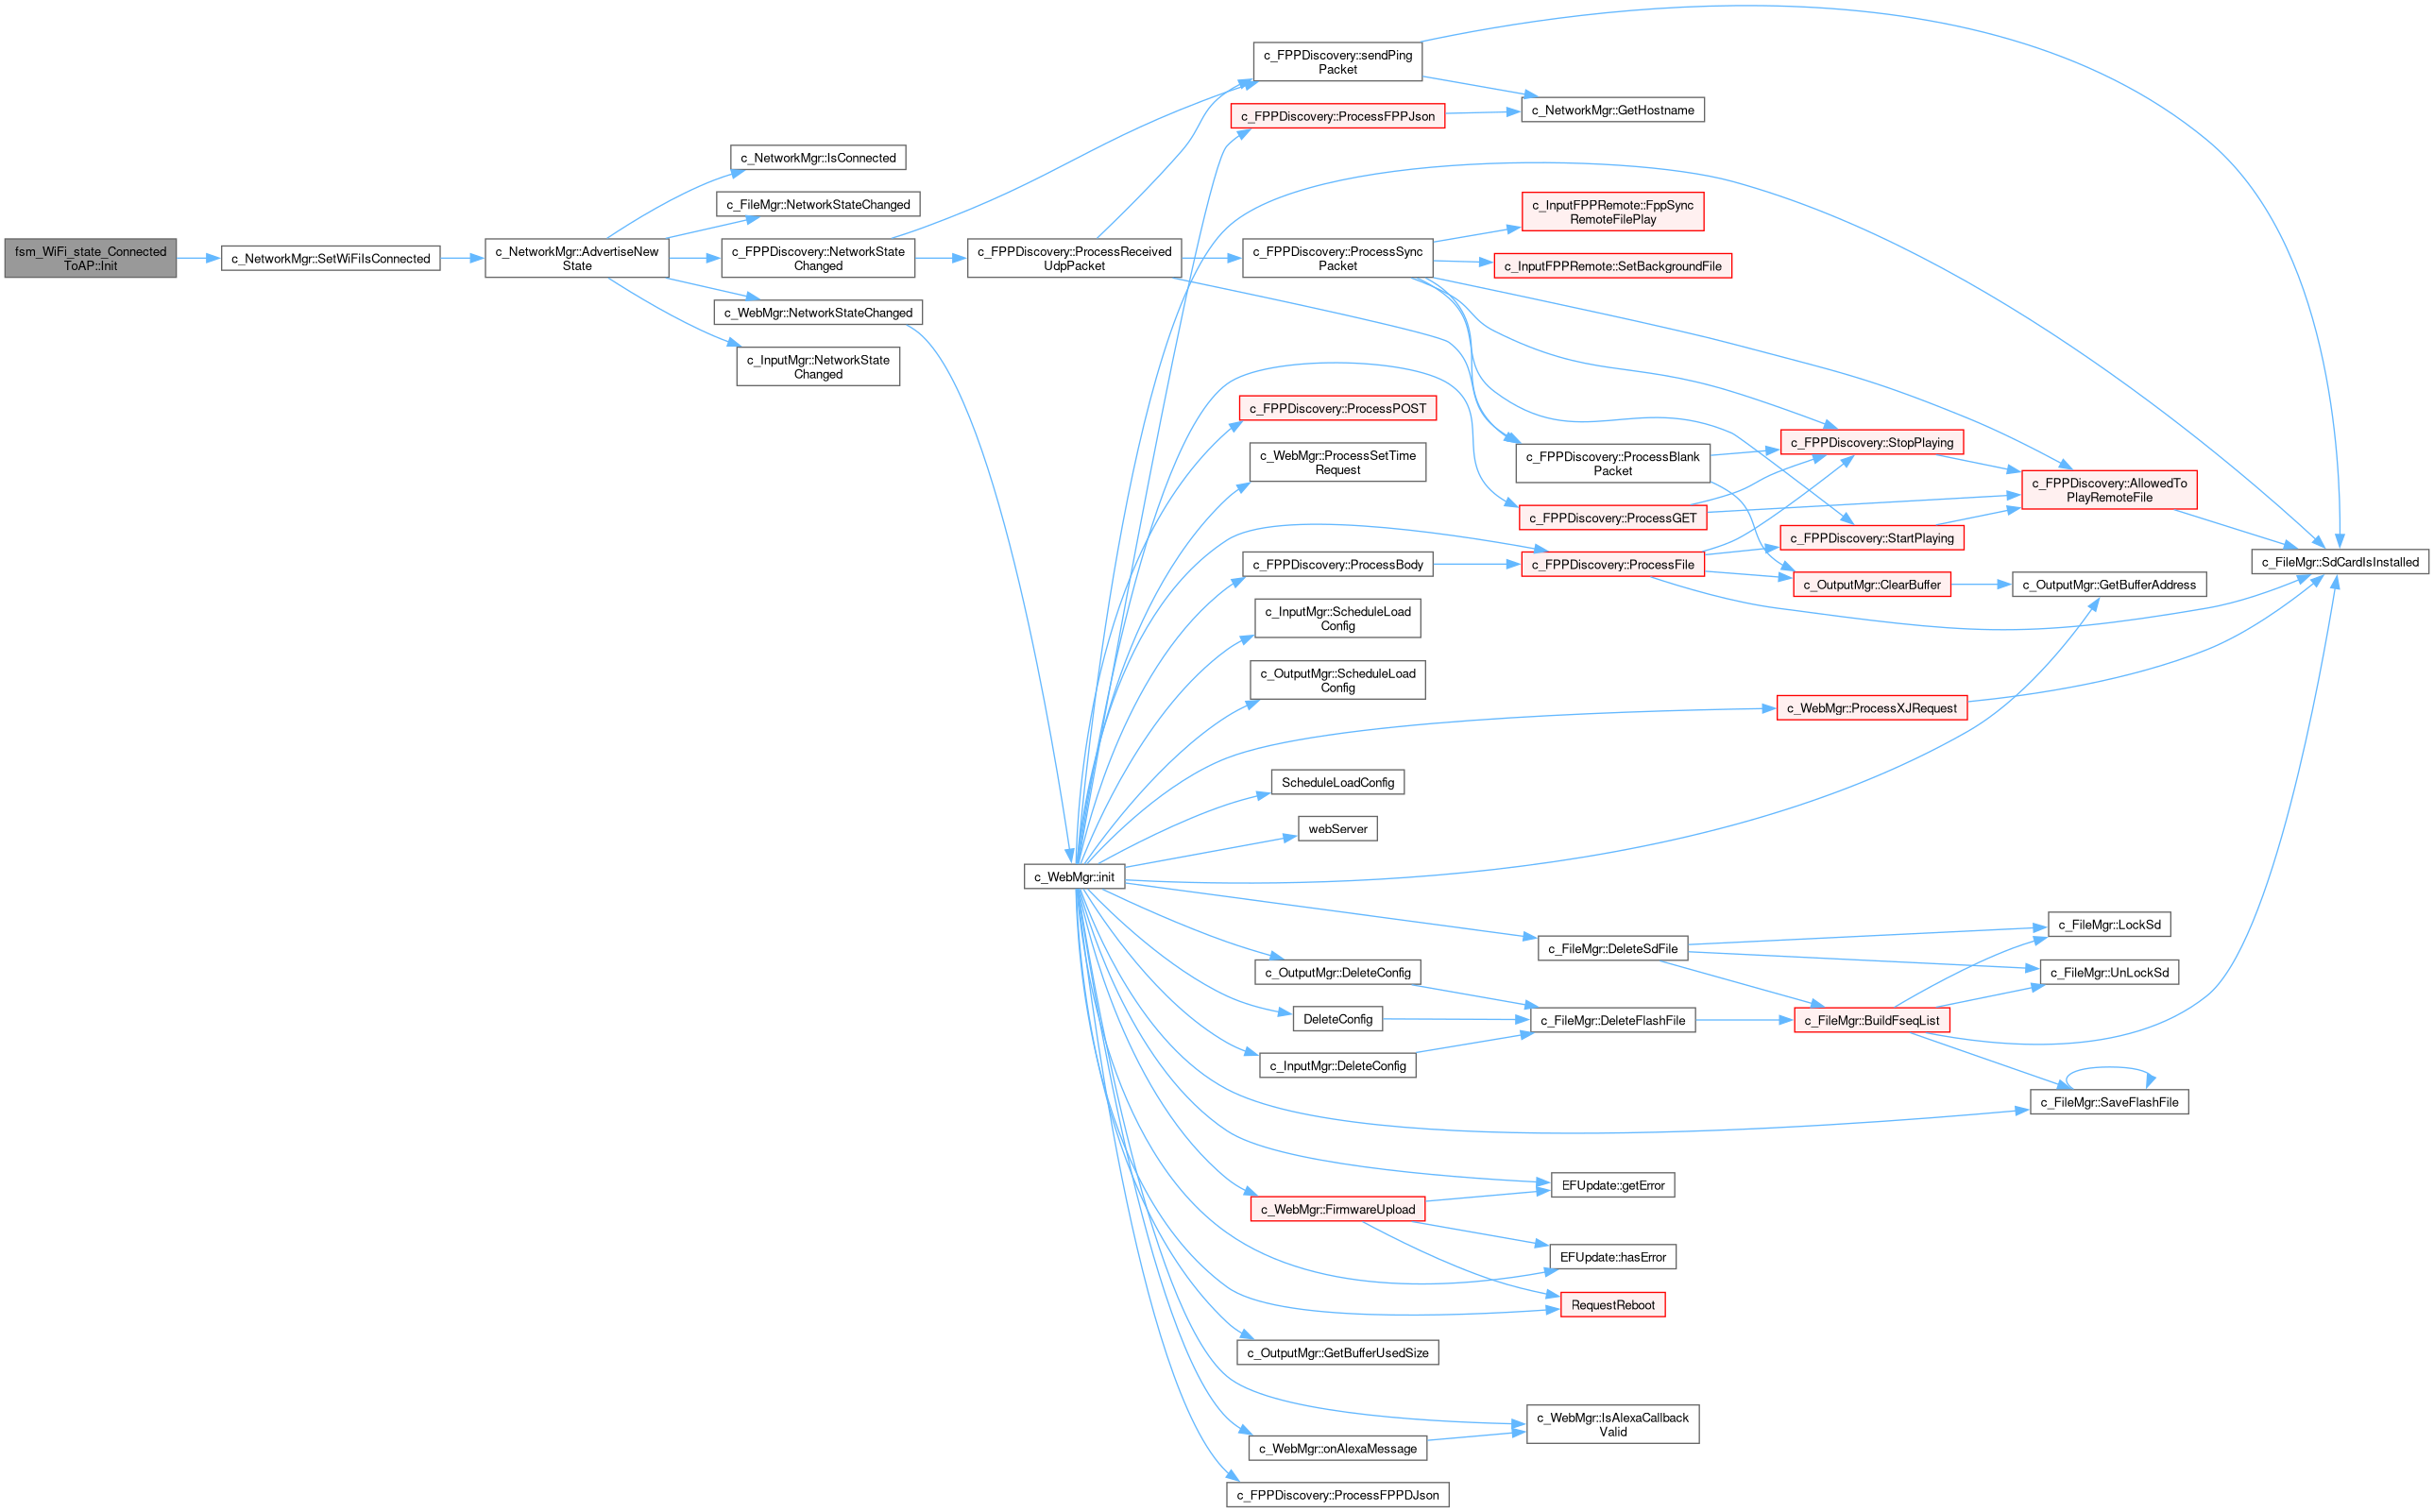 fsm_WiFi_state_Connected
ToAP::Init
c_NetworkMgr::SetWiFiIsConnected
c_NetworkMgr::AdvertiseNew
State
c_NetworkMgr::IsConnected
c_FileMgr::NetworkStateChanged
c_FPPDiscovery::NetworkState
Changed
c_WebMgr::NetworkStateChanged
c_InputMgr::NetworkState
Changed
c_FPPDiscovery::ProcessReceived
UdpPacket
c_WebMgr::init
c_FPPDiscovery::sendPing
Packet
c_FPPDiscovery::ProcessFPPJson
c_FPPDiscovery::ProcessSync
Packet
c_FPPDiscovery::ProcessPOST
c_WebMgr::ProcessSetTime
Request
c_FPPDiscovery::ProcessBody
c_InputMgr::ScheduleLoad
Config
c_OutputMgr::ScheduleLoad
Config
ScheduleLoadConfig
webServer
c_OutputMgr::DeleteConfig
DeleteConfig
c_InputMgr::DeleteConfig
c_WebMgr::FirmwareUpload
c_OutputMgr::GetBufferUsedSize
c_WebMgr::onAlexaMessage
c_FPPDiscovery::ProcessFPPDJson
c_NetworkMgr::GetHostname
c_InputFPPRemote::FppSync
RemoteFilePlay
c_InputFPPRemote::SetBackgroundFile
c_FPPDiscovery::ProcessBlank
Packet
c_FPPDiscovery::ProcessGET
c_FPPDiscovery::ProcessFile
c_FileMgr::DeleteSdFile
c_FileMgr::DeleteFlashFile
EFUpdate::getError
EFUpdate::hasError
RequestReboot
c_WebMgr::IsAlexaCallback
Valid
c_FPPDiscovery::StopPlaying
c_FPPDiscovery::StartPlaying
c_OutputMgr::ClearBuffer
c_WebMgr::ProcessXJRequest
c_FileMgr::BuildFseqList
c_FPPDiscovery::AllowedTo
PlayRemoteFile
c_OutputMgr::GetBufferAddress
c_FileMgr::LockSd
c_FileMgr::UnLockSd
c_FileMgr::SaveFlashFile
c_FileMgr::SdCardIsInstalled